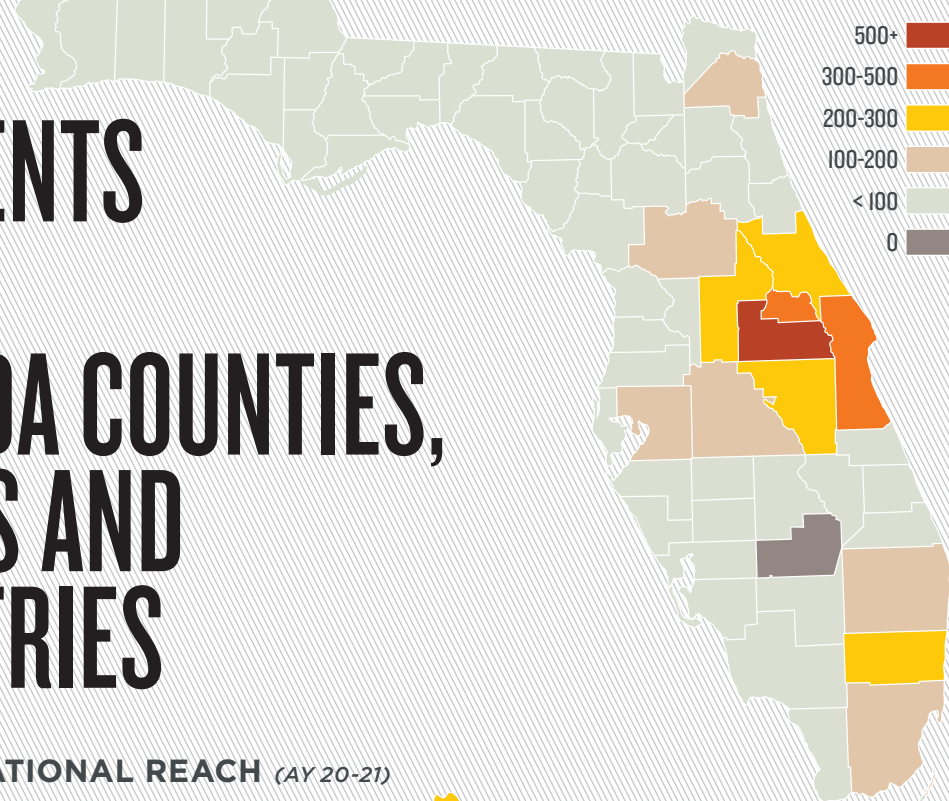 ENTS
DA COUNTIES,
S AND
TRIES
ATIONAL REACH (AY 20-21)
500+
300-500
200-300
100-200
< 100
0